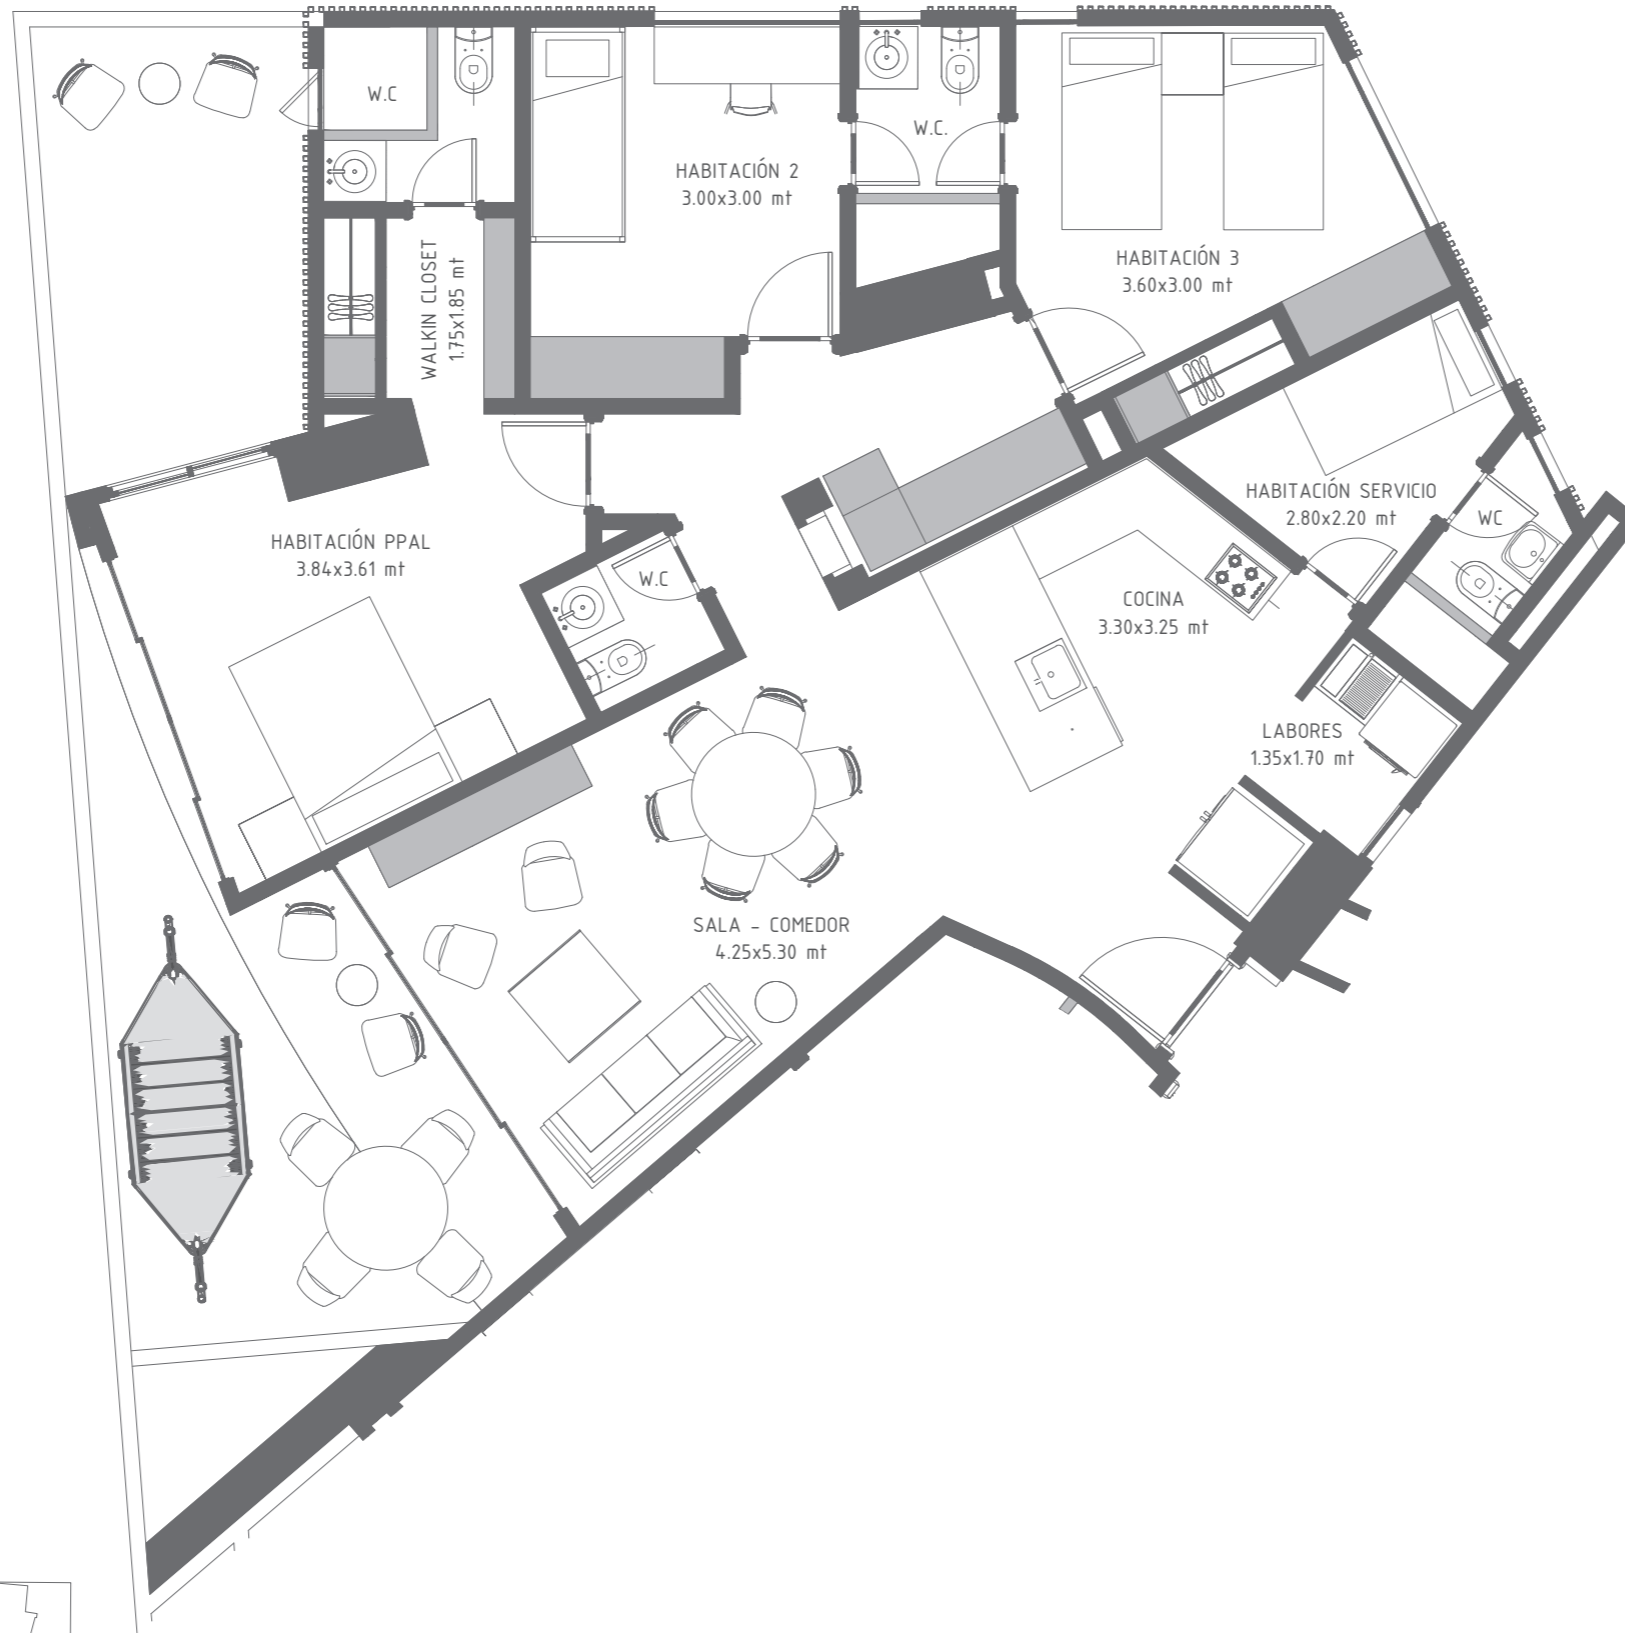 W.C
HABITACIÓN 2
3.00x3.00 mt
W.C.
HABITACIÓN 3
3.60x3.00 mt
WALKIN CLOSET
1.75x1.85 mt
HABITACIÓN PPAL
3.84x3.61 mt
W.C
HABITACIÓN SERVICIO
2.80x2.20 mt
WC
COCINA
3.30x3.25 mt
LABORES
1.35x1.70 mt
SALA - COMEDOR
4.25x5.30 mt